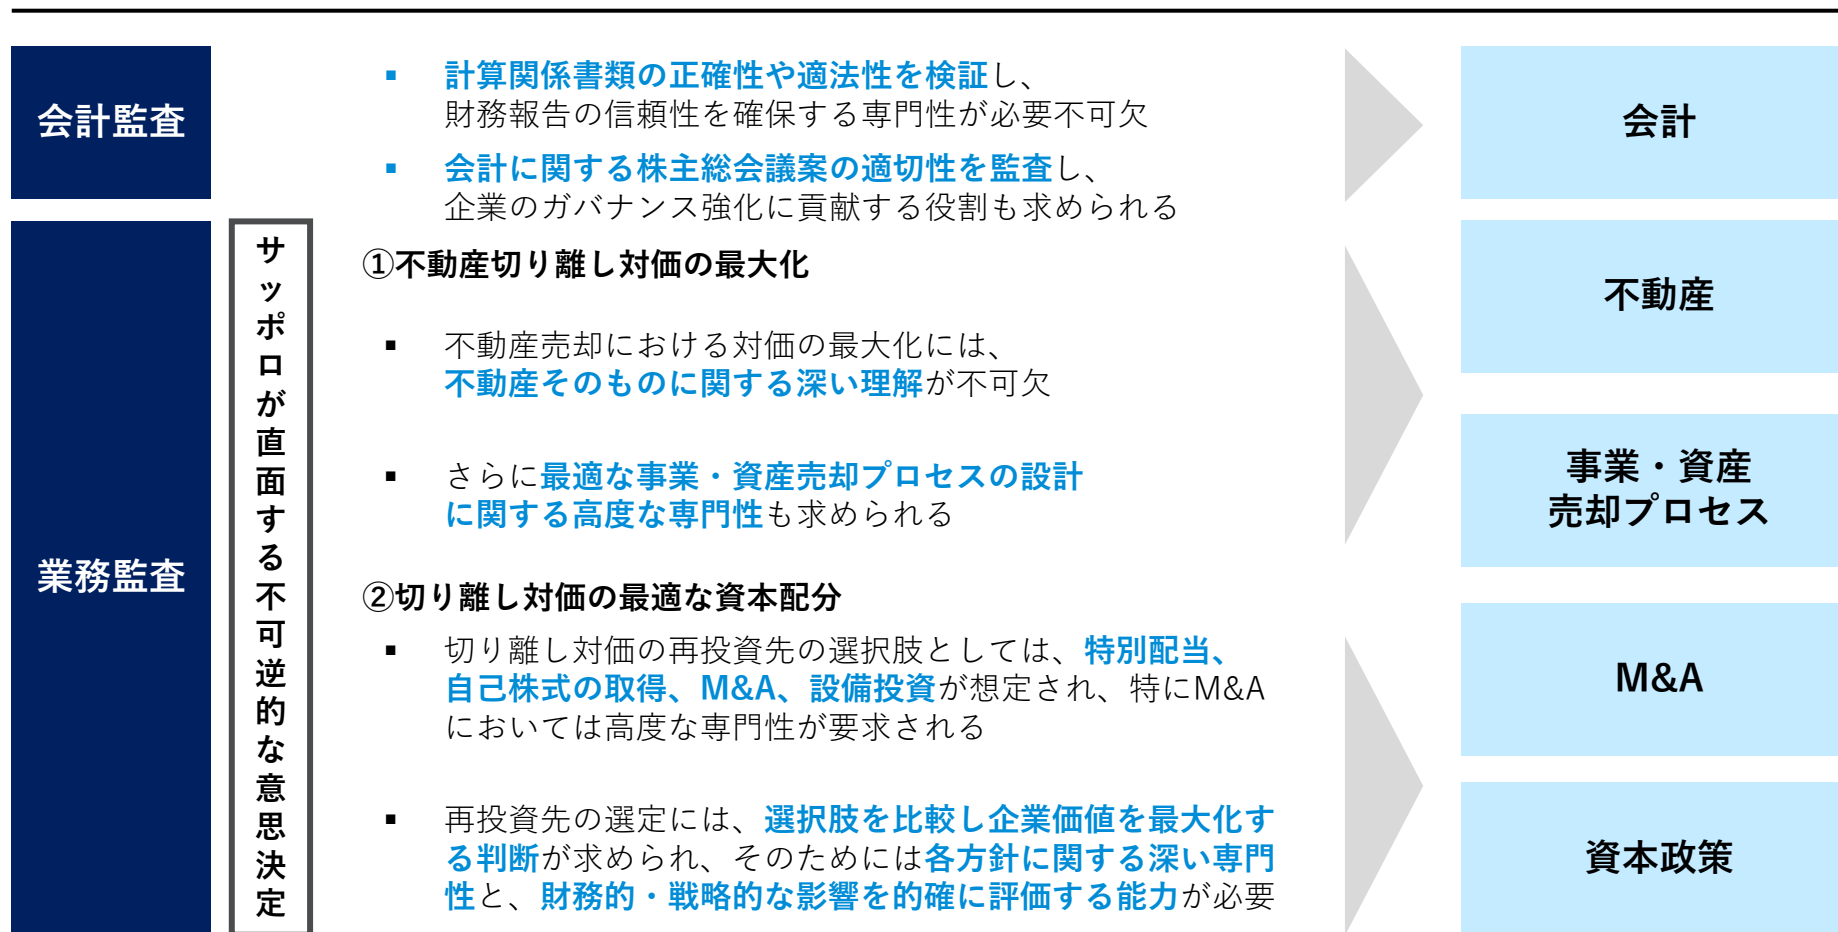 会計監査
▪ 計算関係書類の正確性や適法性を検証し、
財務報告の信頼性を確保する専門性が必要不可欠
▪ 会計に関する株主総会議案の適切性を監査し、
企業のガバナンス強化に貢献する役割も求められる
会計
業務監査
サッポロが直面する不可逆的な意思決定
①不動産切り離し対価の最大化
▪ 不動産売却における対価の最大化には、
不動産そのものに関する深い理解が不可欠
▪ さらに最適な事業・資産売却プロセスの設計
に関する高度な専門性も求められる
不動産
事業・資産
売却プロセス
②切り離し対価の最適な資本配分
▪ 切り離し対価の再投資先の選択肢としては、特別配当、
自己株式の取得、M&A、設備投資が想定され、特にM&A
においては高度な専門性が要求される
▪ 再投資先の選定には、選択肢を比較し企業価値を最大化す
る判断が求められ、そのためには各方針に関する深い専門
性と、財務的・戦略的な影響を的確に評価する能力が必要
M&A
資本政策